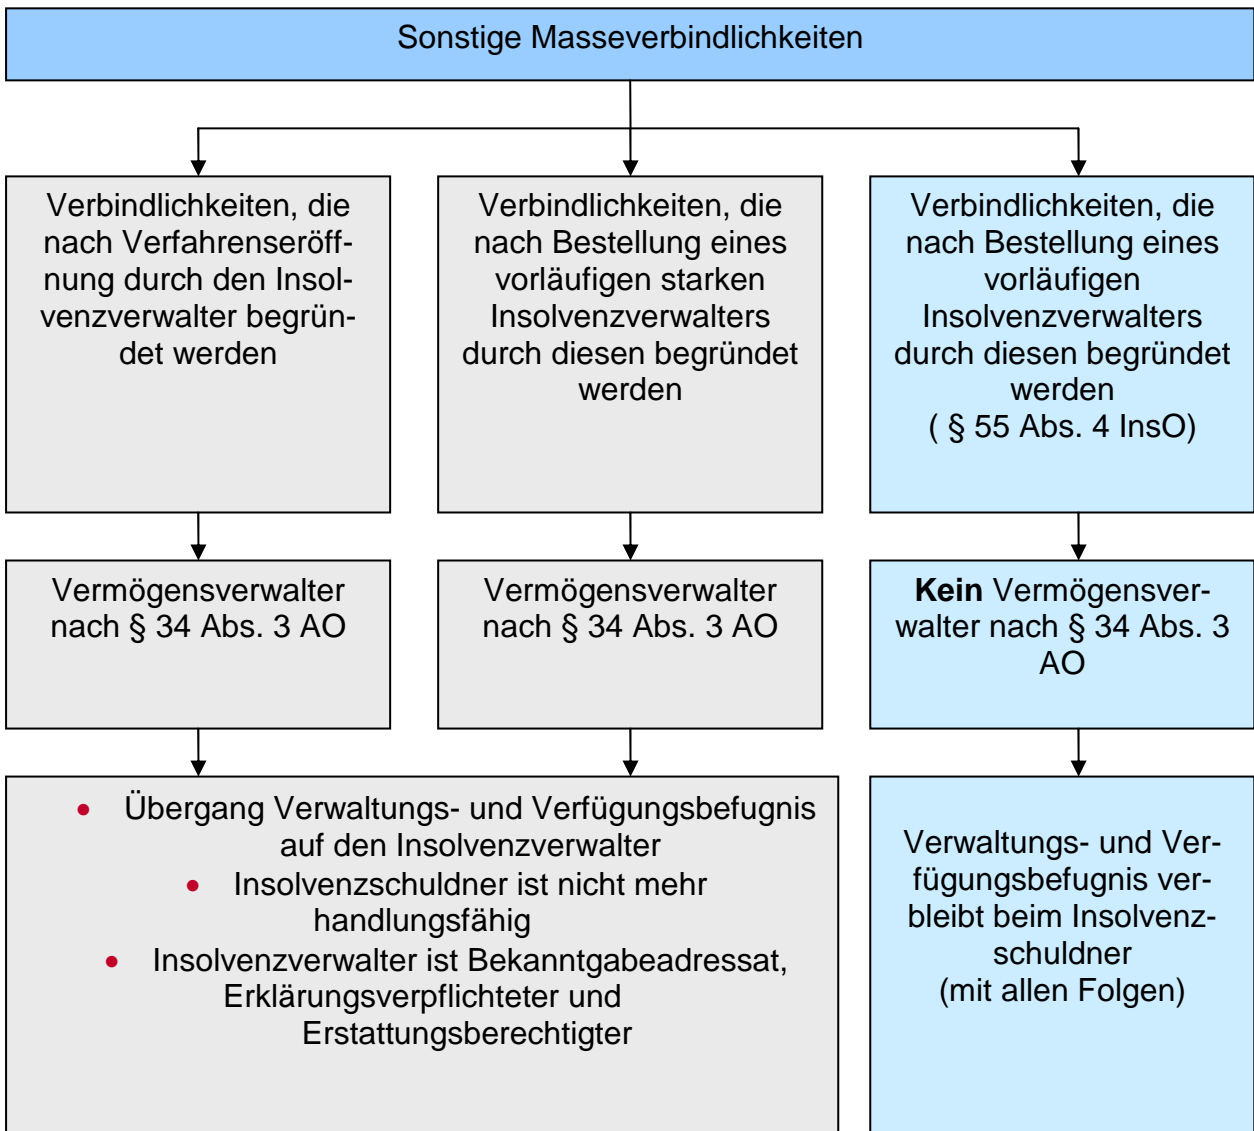 Sonstige Masseverbindlichkeiten
Verbindlichkeiten, die
nach Verfahrenseröff-
nung durch den Insol-
venzverwalter begrün-
det werden
Verbindlichkeiten, die
nach Bestellung eines
vorläufigen starken
Insolvenzverwalters
durch diesen begründet
werden
Verbindlichkeiten, die
nach Bestellung eines
vorläufigen
Insolvenzverwalters
durch diesen begründet
werden
( § 55 Abs. 4 InsO)
Vermögensverwalter
nach § 34 Abs. 3 AO
Vermögensverwalter
nach § 34 Abs. 3 AO
Kein Vermögensver-
walter nach § 34 Abs. 3
AO
• Übergang Verwaltungs- und Verfügungsbefugnis
auf den Insolvenzverwalter
• Insolvenzschuldner ist nicht mehr
handlungsfähig
• Insolvenzverwalter ist Bekanntgabeadressat,
Erklärungsverpflichteter und
Erstattungsberechtigter
Verwaltungs- und Ver-
fügungsbefugnis ver-
bleibt beim Insolvenz-
schuldner
(mit allen Folgen)